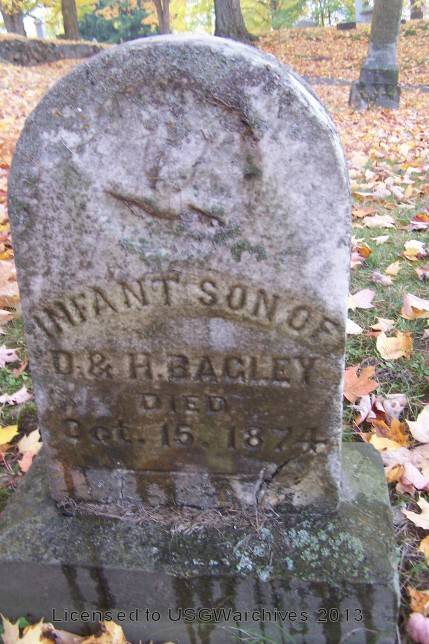 INFANT SON OF
D. & H. BAGLEY
DIED
Oct. 15, 1874
Licensed to USGWarchives 2013